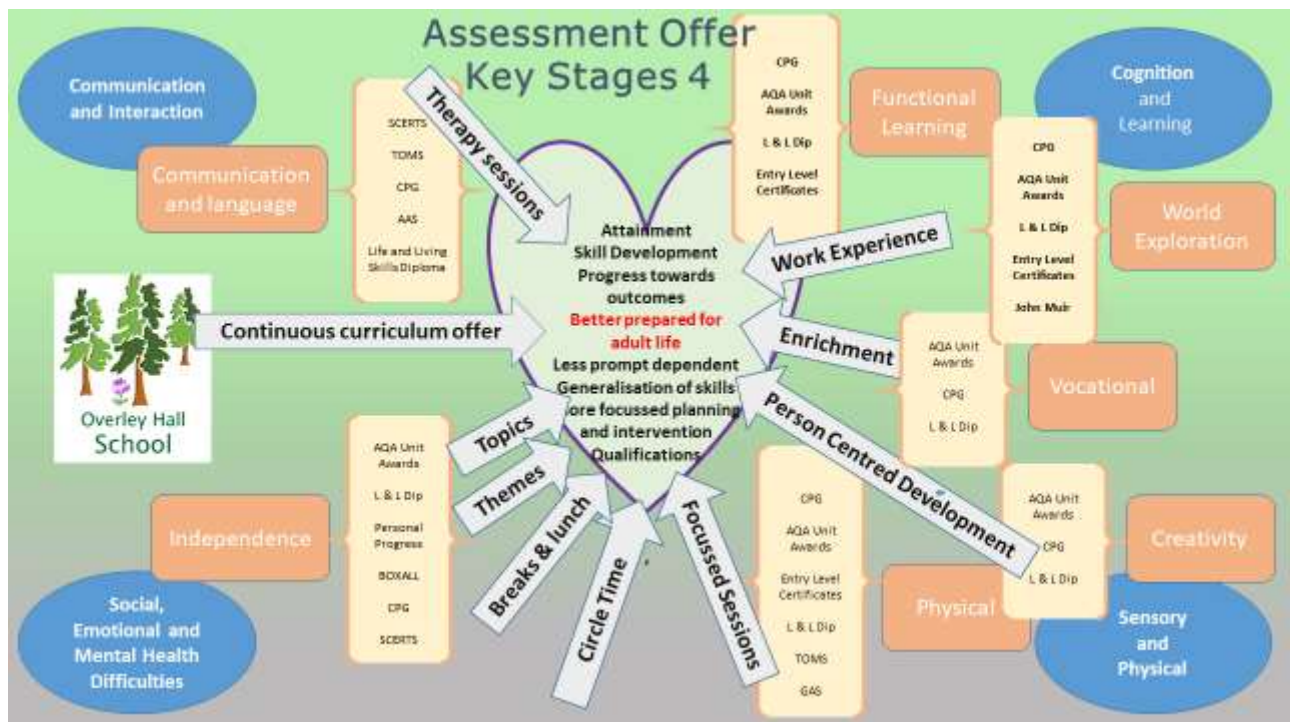 Assessment Offer
Key Stages 4
Communication
and Interaction
Communication
and language
SCERTS
TOMS
CPG
AAS
Life and Living
Skills Diploma
Therapy sessions
CPG
AQA Unit
Awards
L & L Dip
Entry Level
Certificates
Functional
Learning
Cognition
and
Learning
CPG
AQA Unit
Awards
L & L Dip
Entry Level
Certificates
John Muir
World
Exploration
Work Experience
Attainment
Skill Development
Progress towards
outcomes
Better prepared for
adult life
Less prompt dependent
Generalisation of skills
ore focussed planning
and intervention
Qualifications
Overley Hall
School
Continuous curriculum offer
Enrichment
AQA Unit
Awards
CPG
L & L Dip
Vocational
Person Centred Development
Topics
Themes
Breaks & lunch
Circle Time
Focussed Sessions
AQA Unit
Awards
L & L Dip
Personal
Progress
BOXALL
CPG
SCERTS
Independence
Social,
Emotional and
Mental Health
Difficulties
CPG
AQA Unit
Awards
Entry Level
Certificates
L & L Dip
TOMS
GAS
Physical
AQA Unit
Awards
CPG
L & L Dip
Creativity
Sensory
and
Physical